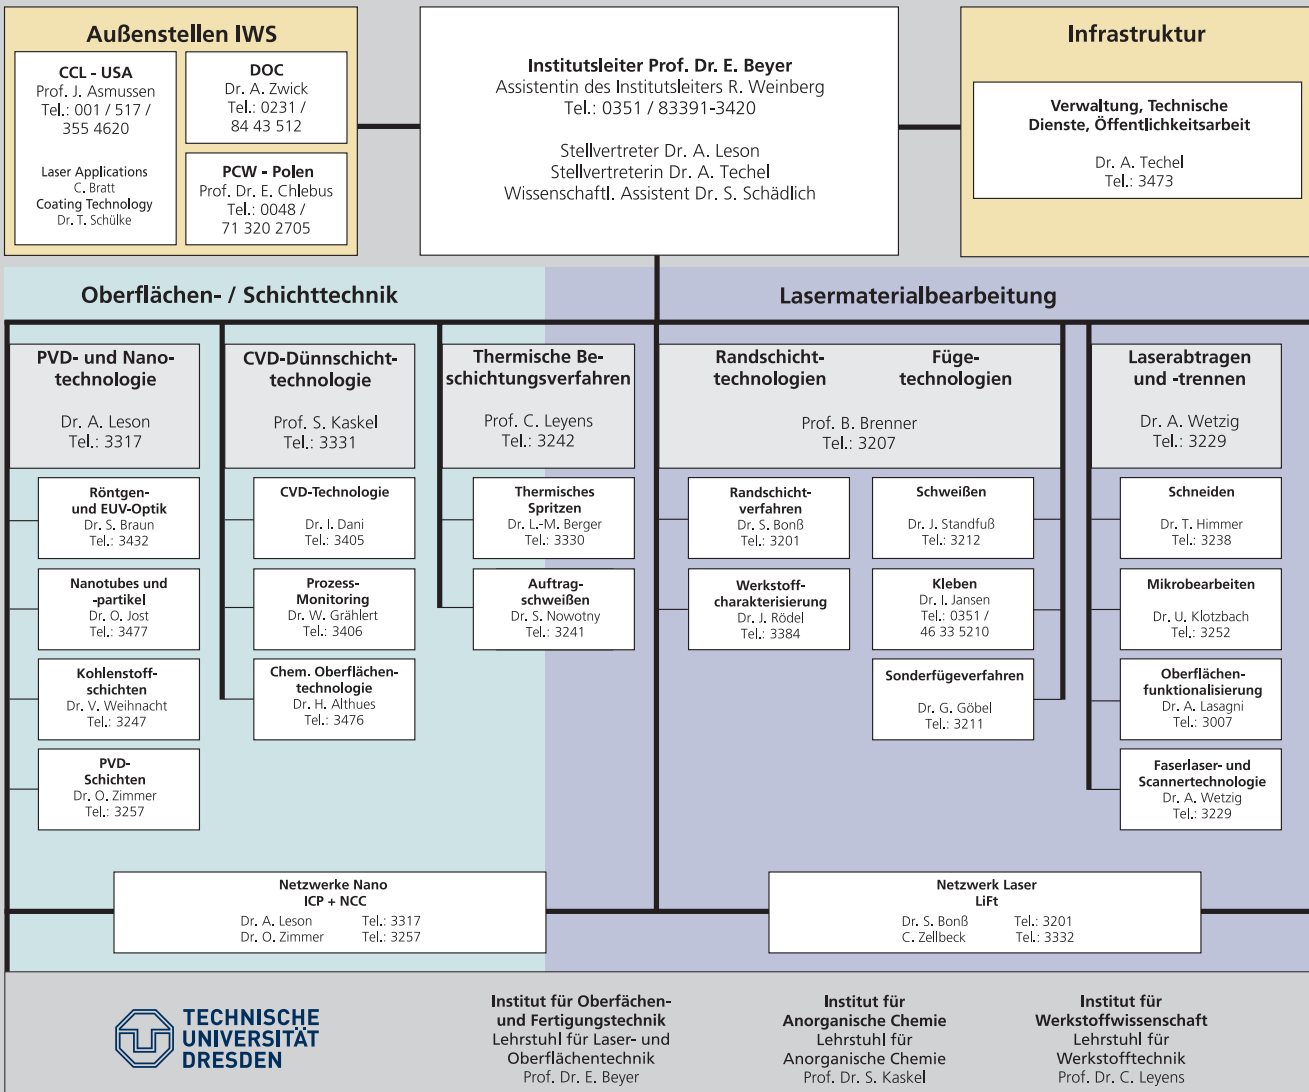 Außenstellen IWS
CCL - USA
Prof. J. Asmussen
Tel.: 001 / 517 /
355 4620
Laser Applications
C. Bratt
Coating Technology
Dr. T. Schülke
DOC
Dr. A. Zwick
Tel.: 0231 /
84 43 512
PCW - Polen
Prof. Dr. E. Chlebus
Tel.: 0048 /
71 320 2705
Institutsleiter Prof. Dr. E. Beyer
Assistentin des Institutsleiters R. Weinberg
Tel.: 0351 / 83391-3420
Stellvertreter Dr. A. Leson
Stellvertreterin Dr. A. Techel
Wissenschaftl. Assistent Dr. S. Schädlich
Infrastruktur
Verwaltung, Technische
Dienste, Öffentlichkeitsarbeit
Dr. A. Techel
Tel.: 3473
Oberflächen- / Schichttechnik
Lasermaterialbearbeitung
PVD- und Nano-
technologie
Dr. A. Leson
Tel.: 3317
CVD-Dünnschicht-
technologie
Prof. S. Kaskel
Tel.: 3331
Thermische Be-
schichtungsverfahren
Prof. C. Leyens
Tel.: 3242
Randschicht-
technologien
Füge-
technologien
Prof. B. Brenner
Tel.: 3207
Laserabtragen
und -trennen
Dr. A. Wetzig
Tel.: 3229
Röntgen-
und EUV-Optik
Dr. S. Braun
Tel.: 3432
Nanotubes und
-partikel
Dr. O. Jost
Tel.: 3477
Kohlenstoff-
schichten
Dr. V. Weihnacht
Tel.: 3247
PVD-
Schichten
Dr. O. Zimmer
Tel.: 3257
CVD-Technologie
Dr. I. Dani
Tel.: 3405
Prozess-
Monitoring
Dr. W. Grählert
Tel.: 3406
Chem. Oberflächen-
technologie
Dr. H. Althues
Tel.: 3476
Thermisches
Spritzen
Dr. L.-M. Berger
Tel.: 3330
Auftrag-
schweißen
Dr. S. Nowotny
Tel.: 3241
Randschicht-
verfahren
Dr. S. Bonß
Tel.: 3201
Werkstoff-
charakterisierung
Dr. J. Rödel
Tel.: 3384
Schweißen
Dr. J. Standfuß
Tel.: 3212
Kleben
Dr. I. Jansen
Tel.: 0351 /
46 33 5210
Sonderfügeverfahren
Dr. G. Göbel
Tel.: 3211
Schneiden
Dr. T. Himmer
Tel.: 3238
Mikrobearbeiten
Dr. U. Klotzbach
Tel.: 3252
Oberflächen-
funktionalisierung
Dr. A. Lasagni
Tel.: 3007
Faserlaser- und
Scannertechnologie
Dr. A. Wetzig
Tel.: 3229
Netzwerke Nano
ICP + NCC
Dr. A. Leson Tel.: 3317
Dr. O. Zimmer Tel.: 3257
Netzwerk Laser
LiFt
Dr. S. Bonß Tel.: 3201
C. Zellbeck Tel.: 3332
TECHNISCHE
UNIVERSITÄT
DRESDEN
Institut für Oberfächen-
und Fertigungstechnik
Lehrstuhl für Laser- und
Oberflächentechnik
Prof. Dr. E. Beyer
Institut für
Anorganische Chemie
Lehrstuhl für
Anorganische Chemie
Prof. Dr. S. Kaskel
Institut für
Werkstoffwissenschaft
Lehrstuhl für
Werkstofftechnik
Prof. Dr. C. Leyens